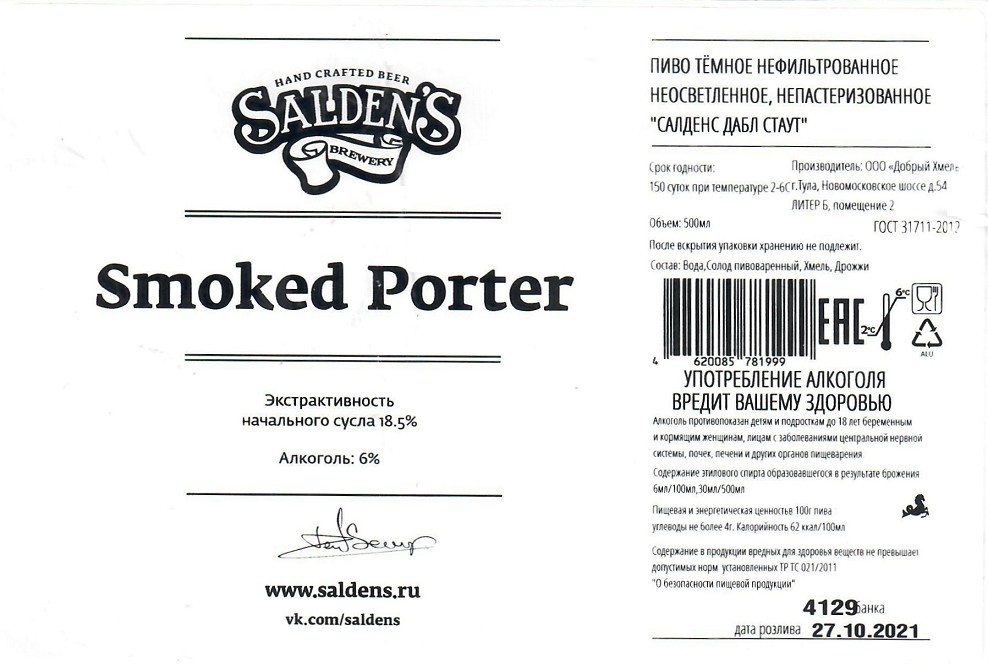 HAND CRAFTED BEER
SALDEN'S
BREWERY
Smoked Porter
Экстрактивность
начального сусла 18.5%
Алкоголь: 6%
www.saldens.ru
vk.com/saldens
ПИВО ТЁМНОЕ НЕФИЛЬТРОВАННОЕ
НЕОСВЕТЛЕННОЕ, НЕПАСТЕРИЗОВАННОЕ
"САЛДЕНС ДАБЛ СТАУТ"
Срок годности:
150 суток при температуре 2-6С
Производитель: ООО «Добрый Хмель
г.Тула, Новомосковское шоссе д.54
ЛИТЕР Б, помещение 2
Объем: 500мл
ГОСТ 31711-2012
После вскрытия упаковки хранению не подлежит.
Состав: Вода,Солод пивоваренный, Хмель, Дрожжи
4 620085 781999
EAC
6°C
2°C
ALU
УПОТРЕБЛЕНИЕ АЛКОГОЛЯ
ВРЕДИТ ВАШЕМУ ЗДОРОВЬЮ
Алкоголь противопоказан детям и подросткам до 18 лет беременным
и кормящим женщинам, лицам с заболеваниями центральной нервной
системы, почек, печени и других органов пищеварения
Содержание этилового спирта образовавшегося в результате брожения
6мл/100мл,30мл/500мл
Пищевая и энергетическая ценностьв 100г пива
углеводы не более 4г. Калорийность 62 ккал/100мл
Содержание в продукции вредных для здоровья веществ не превышает
допустимых норм установленных ТР ТС 021/2011
"О безопасности пищевой продукции"
4129 банка
дата розлива 27.10.2021